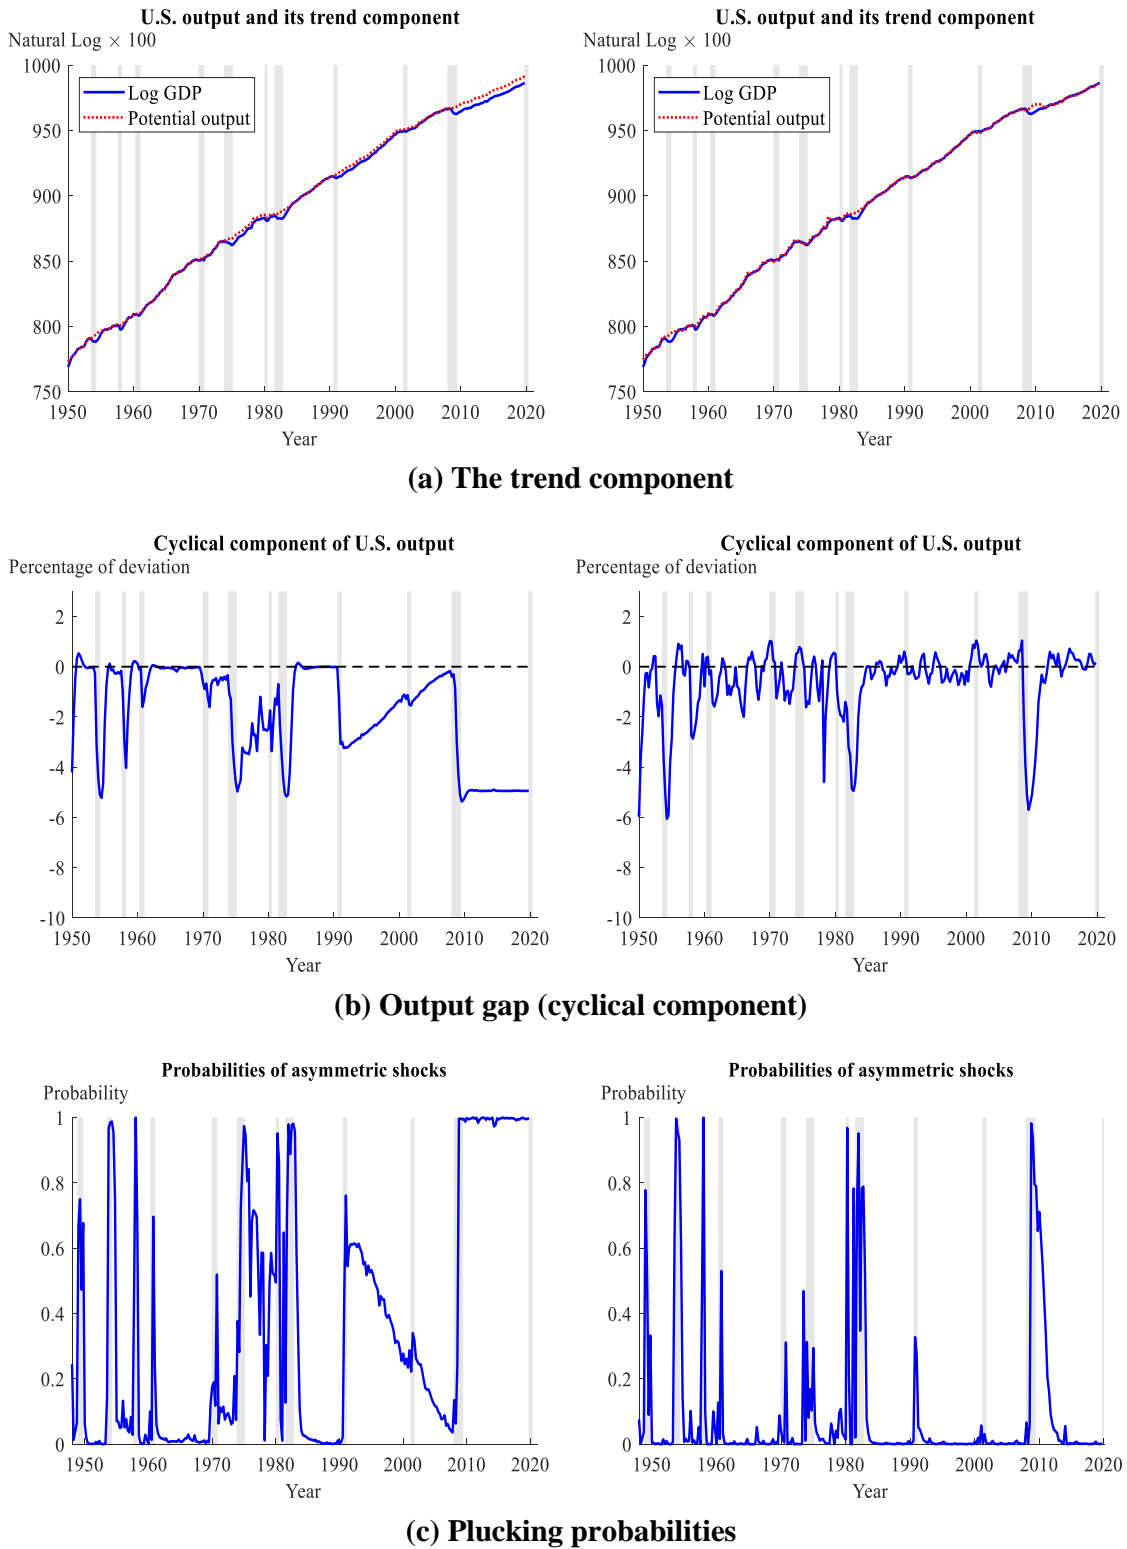 U.S. output and its trend component
Natural Log × 100
1000
950
900
850
800
750
Log GDP
Potential output
1950 1960 1970 1980 1990 2000 2010 2020
Year
U.S. output and its trend component
Natural Log × 100
1000
950
900
850
800
750
Log GDP
Potential output
1950 1960 1970 1980 1990 2000 2010 2020
Year
(a) The trend component
Cyclical component of U.S. output
Percentage of deviation
2
0
-2
-4
-6
-8
-10
1950 1960 1970 1980 1990 2000 2010 2020
Year
Cyclical component of U.S. output
Percentage of deviation
2
0
-2
-4
-6
-8
-10
1950 1960 1970 1980 1990 2000 2010 2020
Year
(b) Output gap (cyclical component)
Probabilities of asymmetric shocks
Probability
1
0.8
0.6
0.4
0.2
0
1950 1960 1970 1980 1990 2000 2010 2020
Year
Probabilities of asymmetric shocks
Probability
1
0.8
0.6
0.4
0.2
0
1950 1960 1970 1980 1990 2000 2010 2020
Year
(c) Plucking probabilities